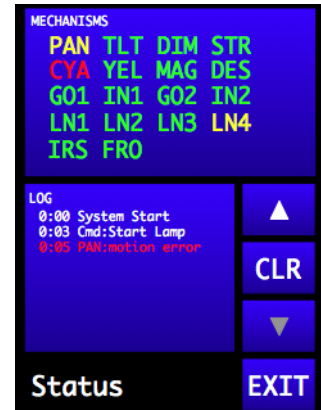 MECHANISMS
PAN TLT DIM STR
CYA YEL MAG DES
GO1 IN1 GO2 IN2
LN1 LN2 LN3 LN4
IRS FRO
LOG
0:00 System Start
0:03 Cmd:Start Lamp
0:05 PAN:motion error
CLR
Status
EXIT